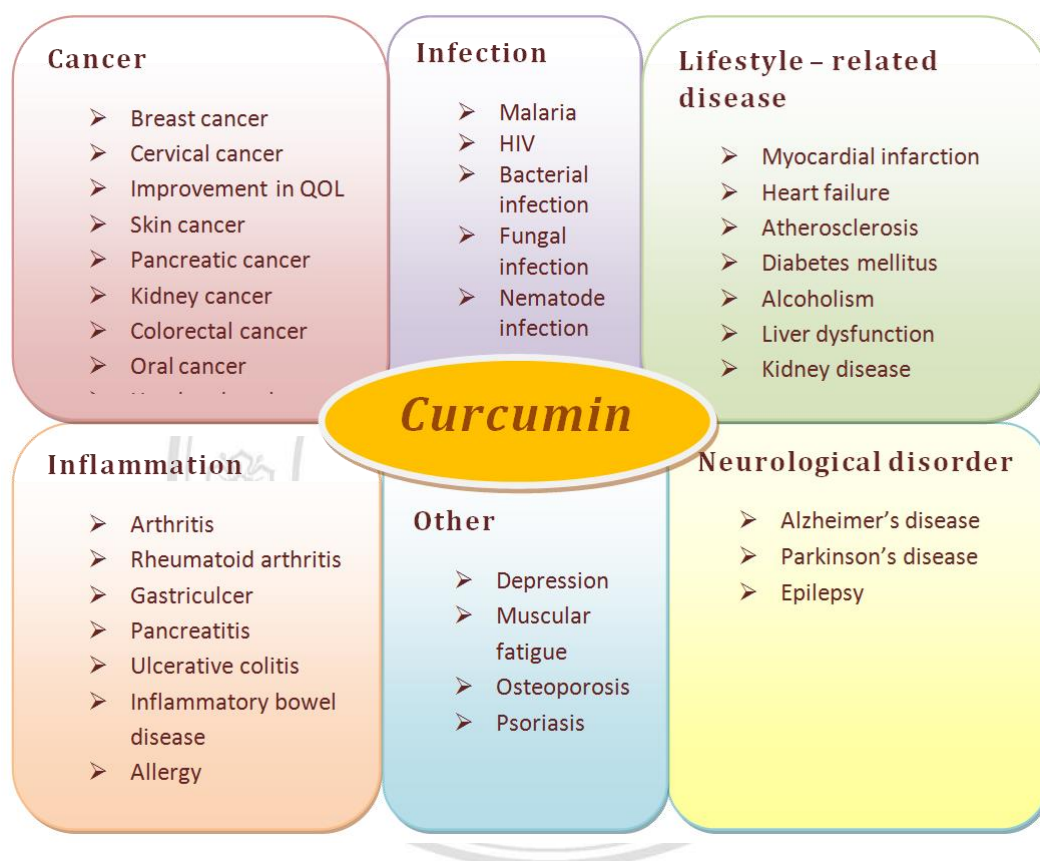 Cancer
➢ Breast cancer
➢ Cervical cancer
➢ Improvement in QOL
➢ Skin cancer
➢ Pancreatic cancer
➢ Kidney cancer
➢ Colorectal cancer
➢ Oral cancer
Infection
➢ Malaria
➢ HIV
➢ Bacterial
infection
➢ Fungal
infection
➢ Nematode
infection
Lifestyle – related
disease
➢ Myocardial infarction
➢ Heart failure
➢ Atherosclerosis
➢ Diabetes mellitus
➢ Alcoholism
➢ Liver dysfunction
➢ Kidney disease
Curcumin
Inflammation
➢ Arthritis
➢ Rheumatoid arthritis
➢ Gastriculcer
➢ Pancreatitis
➢ Ulcerative colitis
➢ Inflammatory bowel
disease
➢ Allergy
Other
➢ Depression
➢ Muscular
fatigue
➢ Osteoporosis
➢ Psoriasis
Neurological disorder
➢ Alzheimer’s disease
➢ Parkinson’s disease
➢ Epilepsy